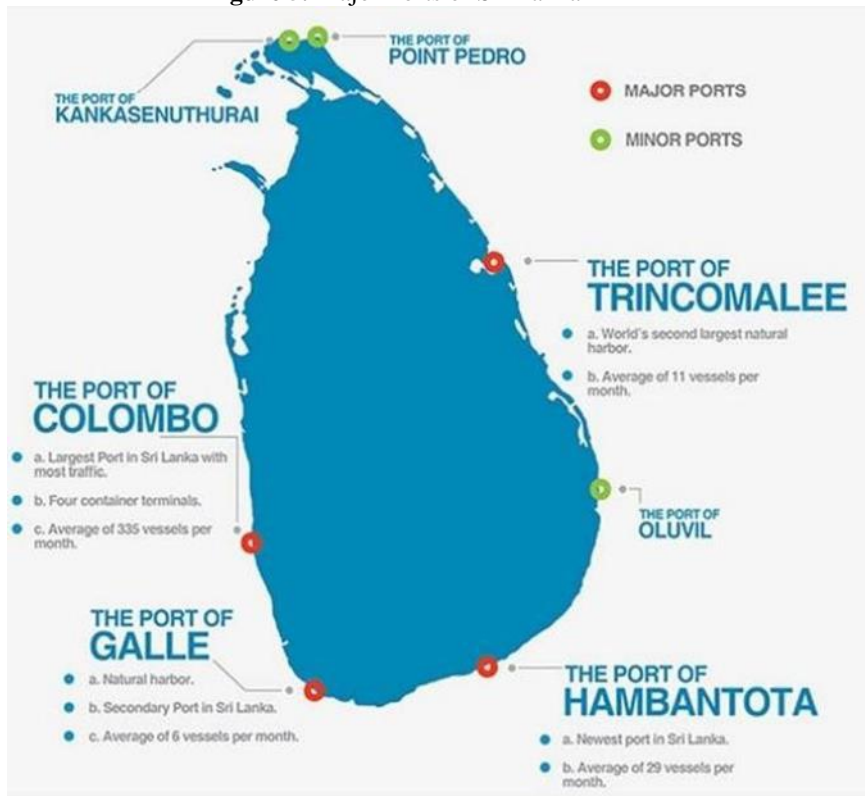 THE PORT OF
POINT PEDRO
THE PORT OF
KANKASENUTHURAI
MAJOR PORTS
MINOR PORTS
THE PORT OF
TRINCOMALEE
a. World's second largest natural
harbor.
b. Average of 11 vessels per
month.
THE PORT OF
COLOMBO
a. Largest Port in Sri Lanka with
most traffic.
b. Four container terminals.
c. Average of 335 vessels per
month.
THE PORT OF
OLUVIL
THE PORT OF
GALLE
a. Natural harbor.
b. Secondary Port in Sri Lanka.
c. Average of 6 vessels per month.
THE PORT OF
HAMBANTOTA
a. Newest port in Sri Lanka.
b. Average of 29 vessels per
month.